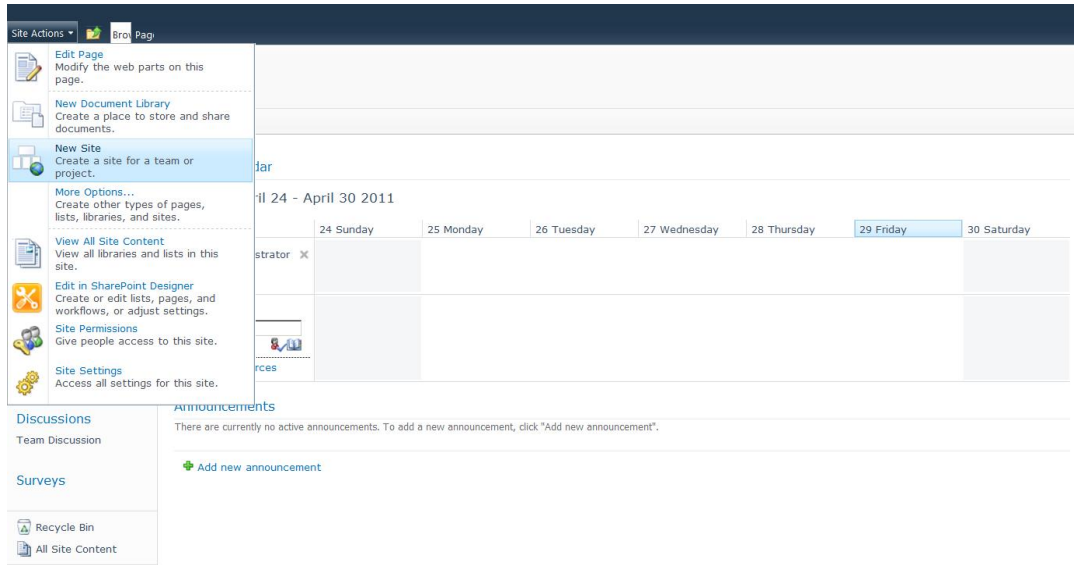 Site Actions
Brow Page
Edit Page
Modify the web parts on this
page.
New Document Library
Create a place to store and share
documents.
New Site
Create a site for a team or
project.
More Options...
Create other types of pages,
lists, libraries, and sites.
View All Site Content
View all libraries and lists in this
site.
Edit in SharePoint Designer
Create or edit lists, pages, and
workflows, or adjust settings.
Site Permissions
Give people access to this site.
Site Settings
Access all settings for this site.
dar
ril 24 - April 30 2011
24 Sunday 25 Monday 26 Tuesday 27 Wednesday 28 Thursday 29 Friday 30 Saturday
strator
rces
Announcements
There are currently no active announcements. To add a new announcement, click "Add new announcement".
Add new announcement
Discussions
Team Discussion
Surveys
Recycle Bin
All Site Content